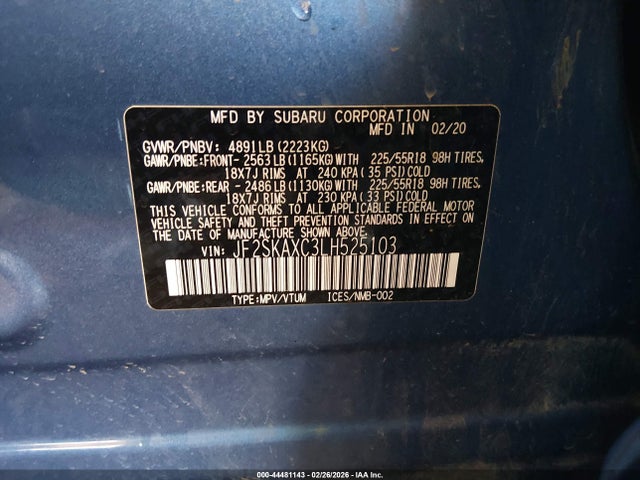 MFD BY SUBARU CORPORATION
MFD IN 02/20
GVWR/PNBV: 4891LB (2223KG)
GAWR/PNBE:FRONT- 2563 LB (1165KG) WITH 225/55R18 98H TIRES,
18X7J RIMS AT 240 KPA ( 35 PSI) COLD
GAWR/PNBE:REAR - 2486 LB (1130KG) WITH 225/55R18 98H TIRES,
18X7J RIMS AT 230 KPA ( 33 PSI) COLD
THIS VEHICLE CONFORMS TO ALL APPLICABLE FEDERAL MOTOR
VEHICLE SAFETY AND THEFT PREVENTION STANDARDS IN EFFECT ON
THE DATE OF MANUFACTURE SHOWN ABOVE.
VIN: JF2SKAXC3LH525103
TYPE:MPV/VTUM ICES/NMB-002
000-44481143 - 02/26/2026 - IAA Inc.